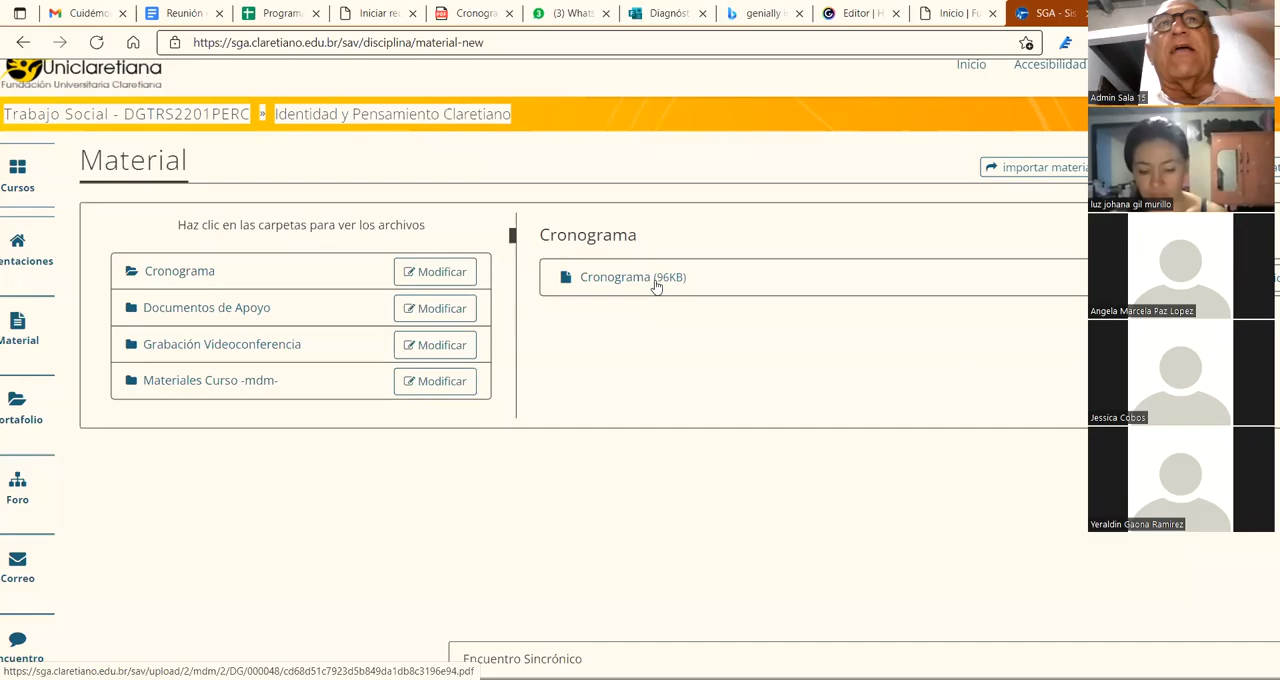 Cuidémo
Reunión
Program
Iniciar re
Cronogra
(3) Whats
Diagnóst
genially i
Editor | H
Inicio | Fu
SGA - Sis
https://sga.claretiano.edu.br/sav/disciplina/material-new
Uniclaretiana
Fundación Universitaria Claretiana
Inicio
Accesibilidad
Trabajo Social - DGTRS2201PERC » Identidad y Pensamiento Claretiano
Cursos
entaciones
Material
ortafolio
Foro
Correo
ncuentro
Material
importar materia
Haz clic en las carpetas para ver los archivos
Cronograma Modificar
Documentos de Apoyo Modificar
Grabación Videoconferencia Modificar
Materiales Curso -mdm- Modificar
Cronograma
Cronograma (96KB)
Encuentro Sincrónico
https://sga.claretiano.edu.br/sav/upload/2/mdm/2/DG/000048/cd68d51c7923d5b849da1db8c3196e94.pdf
Admin Sala 15
luz johana gil murillo
Angela Marcela Paz Lopez
Jessica Cobos
Yeraldin Gaona Ramirez